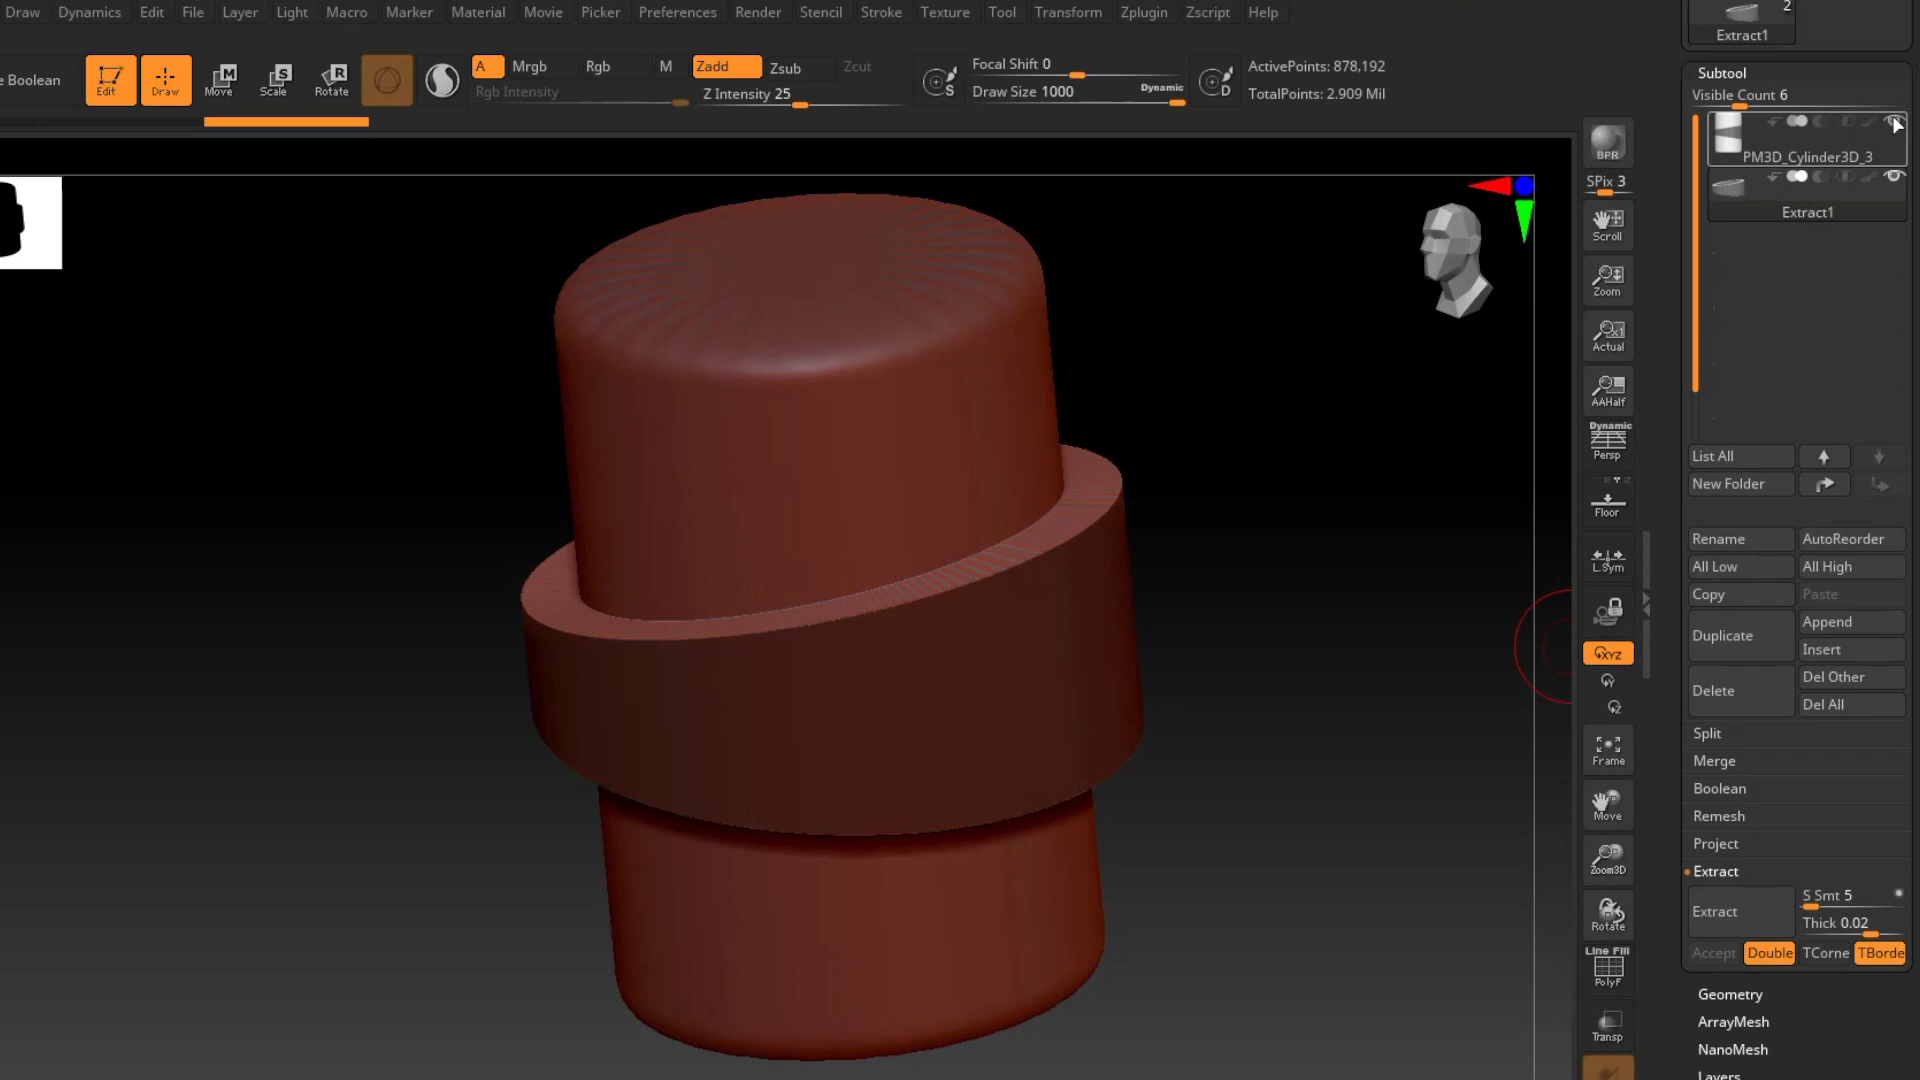 Draw Dynamics Edit File Layer Light Macro Marker Material Movie Picker Preferences Render Stencil Stroke Texture Tool Transform Zplugin Zscript Help
2
Extract1
e Boolean
Edit
Draw
M
Move
S
Scale
R
Rotate
A Mrgb Rgb M
Rgb Intensity
Zadd Zsub Zcut
Z Intensity 25
S
Focal Shift 0
Draw Size 1000
Dynamic
D
ActivePoints: 878,192
TotalPoints: 2.909 Mil
BPR
SPix 3
Scroll
Zoom
Actual
AAHalf
Dynamic
Persp
Floor
L.Sym
XYZ
Y
Z
Frame
Move
Zoom3D
Rotate
Line Fill
PolyF
Transp
Subtool
Visible Count 6
PM3D_Cylinder3D_3
Extract1
List All
New Folder
Rename AutoReorder
All Low All High
Copy Paste
Duplicate Append
Insert
Delete Del Other
Del All
Split
Merge
Boolean
Remesh
Project
Extract
Extract S Smt 5
Thick 0.02
Accept Double TCorne TBorde
Geometry
ArrayMesh
NanoMesh
Layers